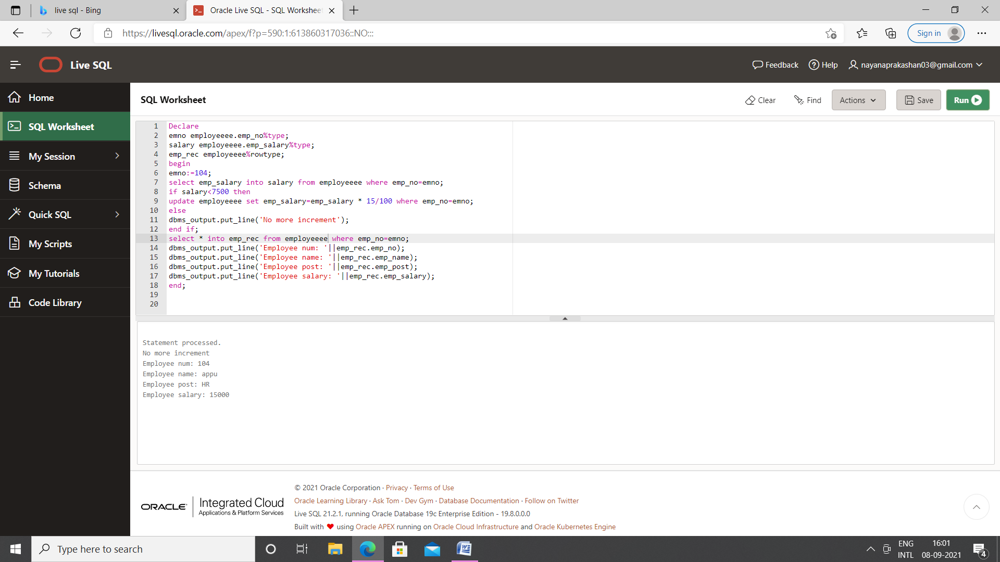 live sql - Bing
Oracle Live SQL - SQL Workshee
https://livesql.oracle.com/apex/f?p=590:1:613860317036::NO:::
Sign in
Live SQL
Feedback
Help
nayanaprakashan03@gmail.com
Home
SQL Worksheet
My Session
Schema
Quick SQL
My Scripts
My Tutorials
Code Library
SQL Worksheet
Clear
Find
Actions
Save
Run
1 Declare
2 emno employeeee.emp_no%type;
3 salary employeeee.emp_salary%type;
4 emp_rec employeeee%rowtype;
5 begin
6 emno:=104;
7 select emp_salary into salary from employeeee where emp_no=emno;
8 if salary<7500 then
9 update employeeee set emp_salary=emp_salary * 15/100 where emp_no=emno;
10 else
11 dbms_output.put_line('No more increment');
12 end if;
13 select * into emp_rec from employeeee where emp_no=emno;
14 dbms_output.put_line('Employee num: '||emp_rec.emp_no);
15 dbms_output.put_line('Employee name: '||emp_rec.emp_name);
16 dbms_output.put_line('Employee post: '||emp_rec.emp_post);
17 dbms_output.put_line('Employee salary: '||emp_rec.emp_salary);
18 end;
19
20
Statement processed.
No more increment
Employee num: 104
Employee name: appu
Employee post: HR
Employee salary: 15000
ORACLE
Integrated Cloud
Applications & Platform Services
© 2021 Oracle Corporation · Privacy · Terms of Use
Oracle Learning Library · Ask Tom · Dev Gym · Database Documentation · Follow on Twitter
Live SQL 21.2.1, running Oracle Database 19c Enterprise Edition - 19.8.0.0.0
Built with ❤ using Oracle APEX running on Oracle Cloud Infrastructure and Oracle Kubernetes Engine
Type here to search
ENG
INTL
16:01
08-09-2021
4